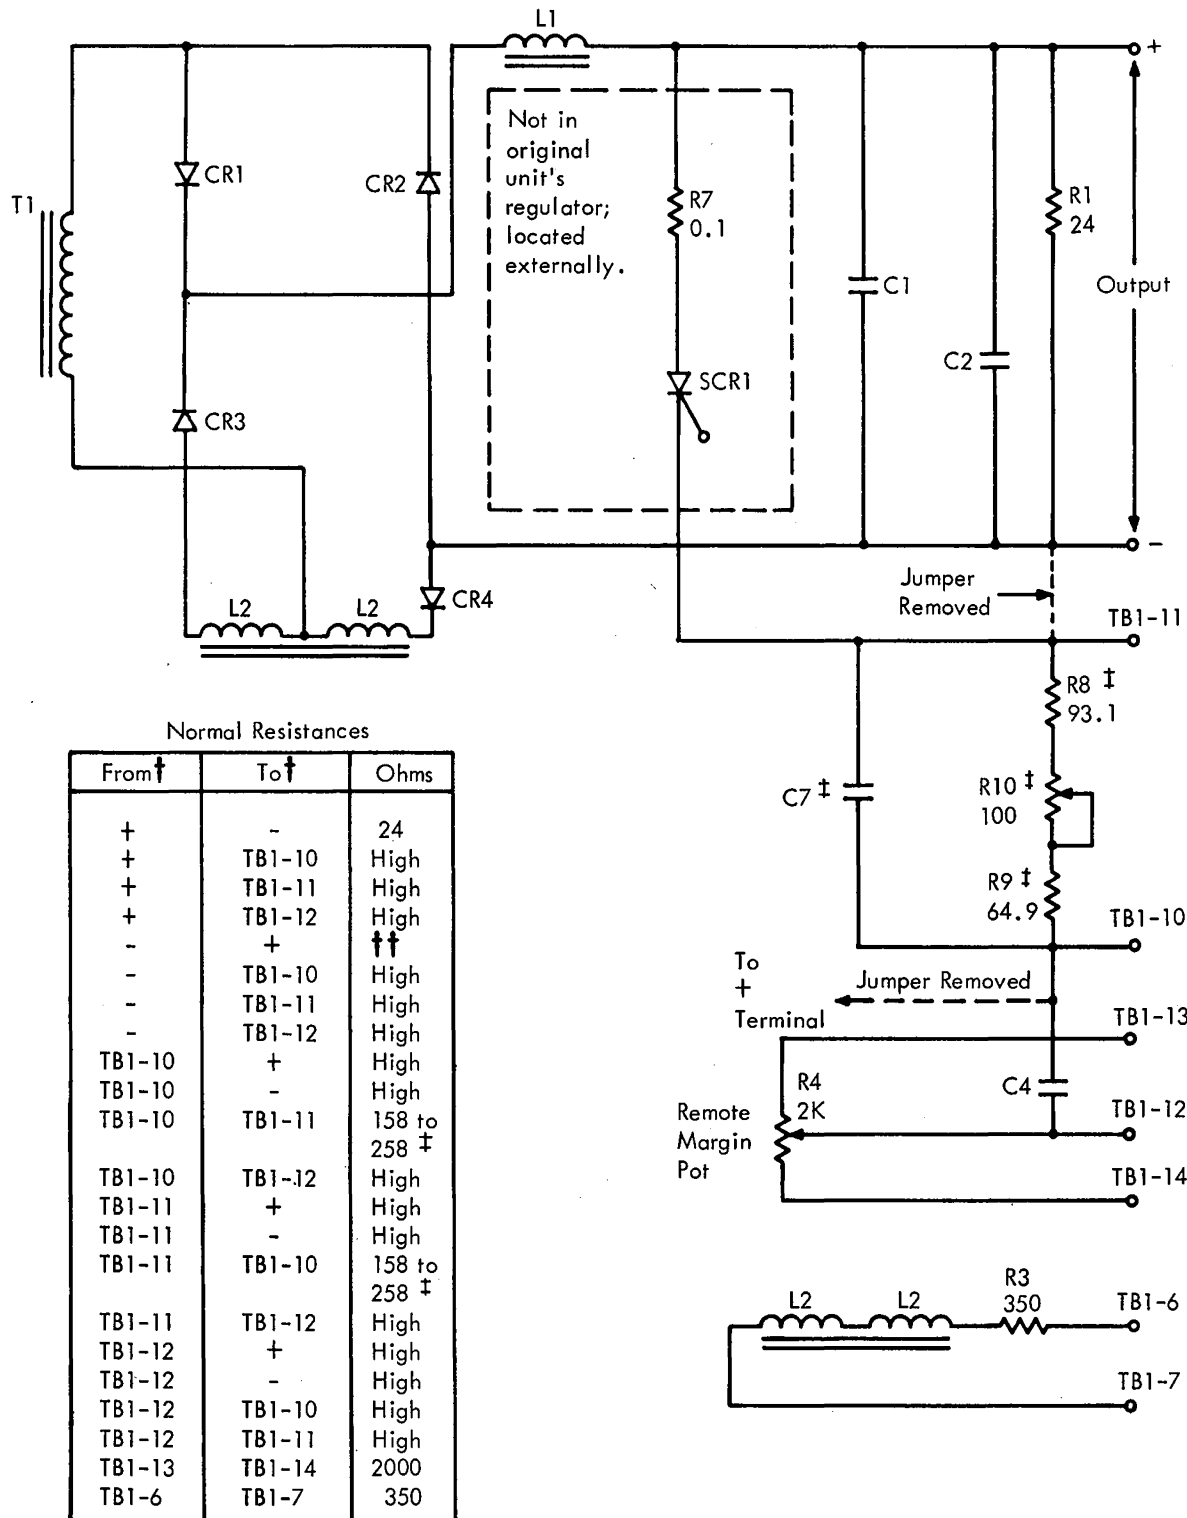 L1
+
Not in
original
unit's
regulator;
located
externally.
CR1
CR2
T1
R7
0.1
R1
24
C1
Output
C2
SCR1
CR3
-
Jumper
Removed
CR4
L2
L2
TB1-11
R8 ‡
93.1
Normal Resistances
From† To† Ohms
+ - 24
+ TB1-10 High
+ TB1-11 High
+ TB1-12 High
- + ††
- TB1-10 High
- TB1-11 High
- TB1-12 High
TB1-10 + High
TB1-10 - High
TB1-10 TB1-11 158 to
258 ‡
TB1-10 TB1-12 High
TB1-11 + High
TB1-11 - High
TB1-11 TB1-10 158 to
258 ‡
TB1-11 TB1-12 High
TB1-12 + High
TB1-12 - High
TB1-12 TB1-10 High
TB1-12 TB1-11 High
TB1-13 TB1-14 2000
TB1-6 TB1-7 350
C7 ‡
R10 ‡
100
R9 ‡
64.9
TB1-10
To
+
Terminal
Jumper Removed
TB1-13
R4
2K
C4
Remote
Margin
Pot
TB1-12
TB1-14
R3
350
L2
L2
TB1-6
TB1-7